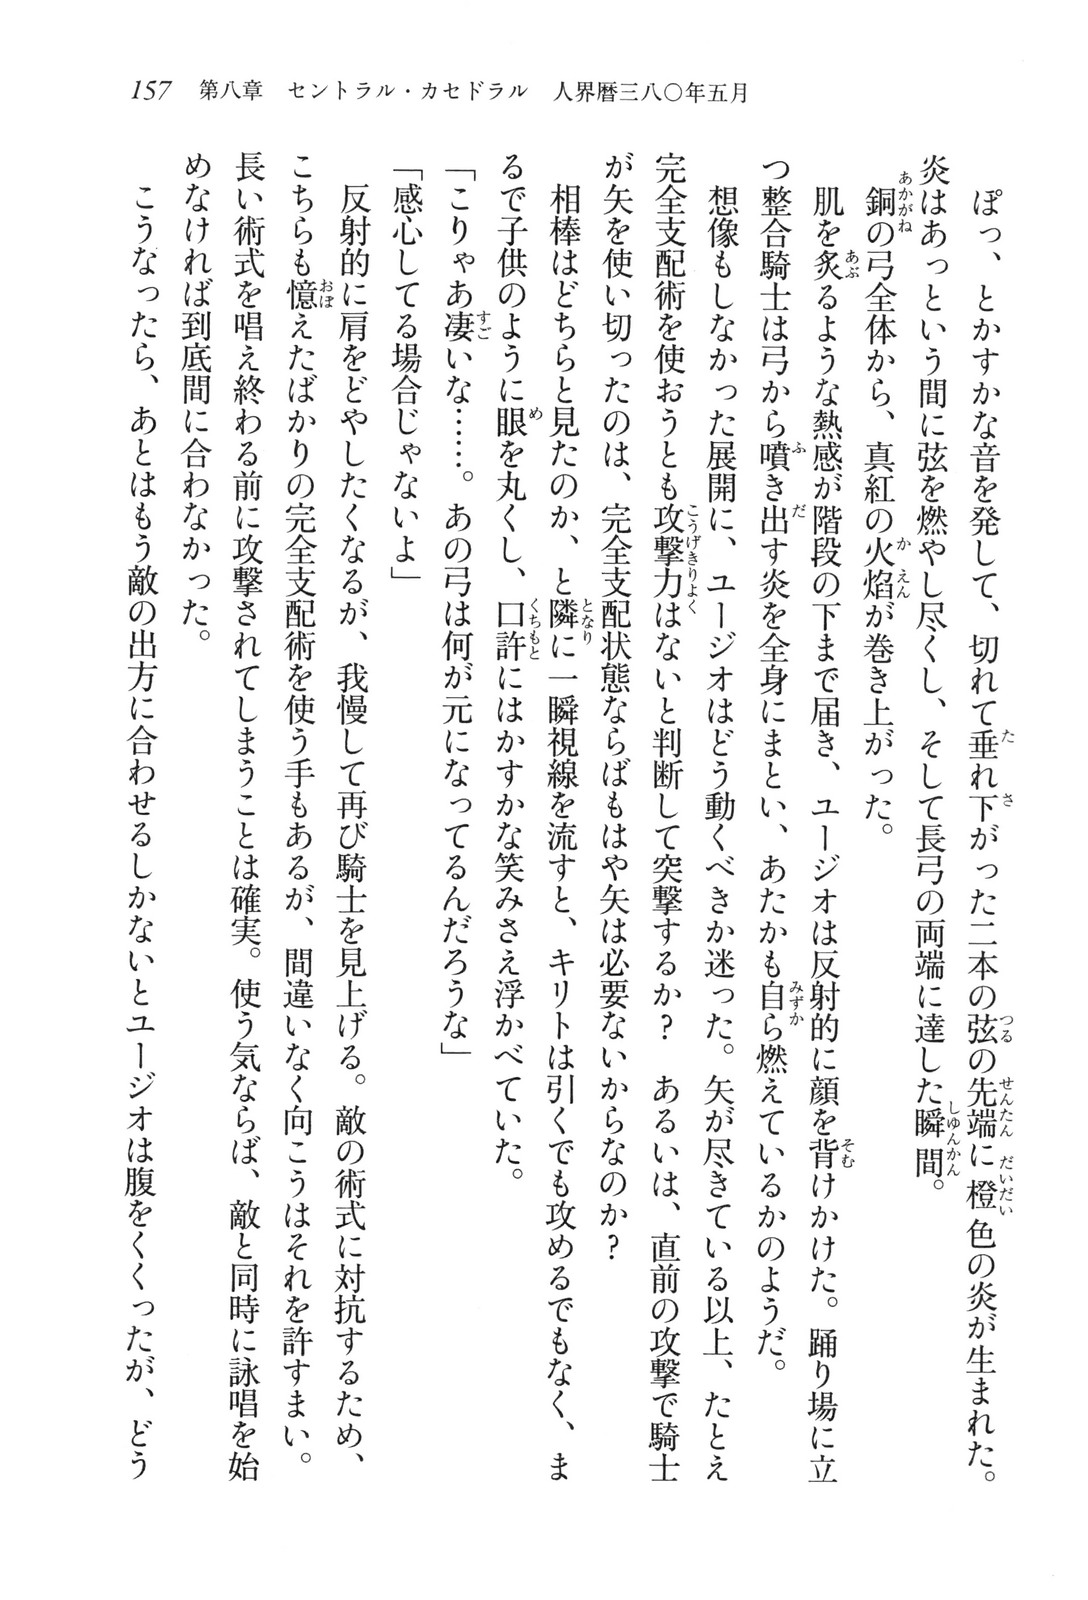 157　第八章　セントラル・カセドラル　人界暦三八〇年五月
ぽっ、とかすかな音を発して、切れて垂れ下がった二本の弦の先端に橙色の炎が生まれた。
炎はあっという間に弦を燃やし尽くし、そして長弓の両端に達した瞬間。
銅の弓全体から、真紅の火焰が巻き上がった。
肌を炙るような熱感が階段の下まで届き、ユージオは反射的に顔を背けかけた。踊り場に立
つ整合騎士は弓から噴き出す炎を全身にまとい、あたかも自ら燃えているかのようだ。
想像もしなかった展開に、ユージオはどう動くべきか迷った。矢が尽きている以上、たとえ
完全支配術を使おうとも攻撃力はないと判断して突撃するか？　あるいは、直前の攻撃で騎士
が矢を使い切ったのは、完全支配状態ならばもはや矢は必要ないからなのか？
相棒はどちらと見たのか、と隣に一瞬視線を流すと、キリトは引くでも攻めるでもなく、ま
るで子供のように眼を丸くし、口許にはかすかな笑みさえ浮かべていた。
「こりゃあ凄いな……。あの弓は何が元になってるんだろうな」
「感心してる場合じゃないよ」
反射的に肩をどやしたくなるが、我慢して再び騎士を見上げる。敵の術式に対抗するため、
こちらも憶えたばかりの完全支配術を使う手もあるが、間違いなく向こうはそれを許すまい。
長い術式を唱え終わる前に攻撃されてしまうことは確実。使う気ならば、敵と同時に詠唱を始
めなければ到底間に合わなかった。
こうなったら、あとはもう敵の出方に合わせるしかないとユージオは腹をくくったが、どう